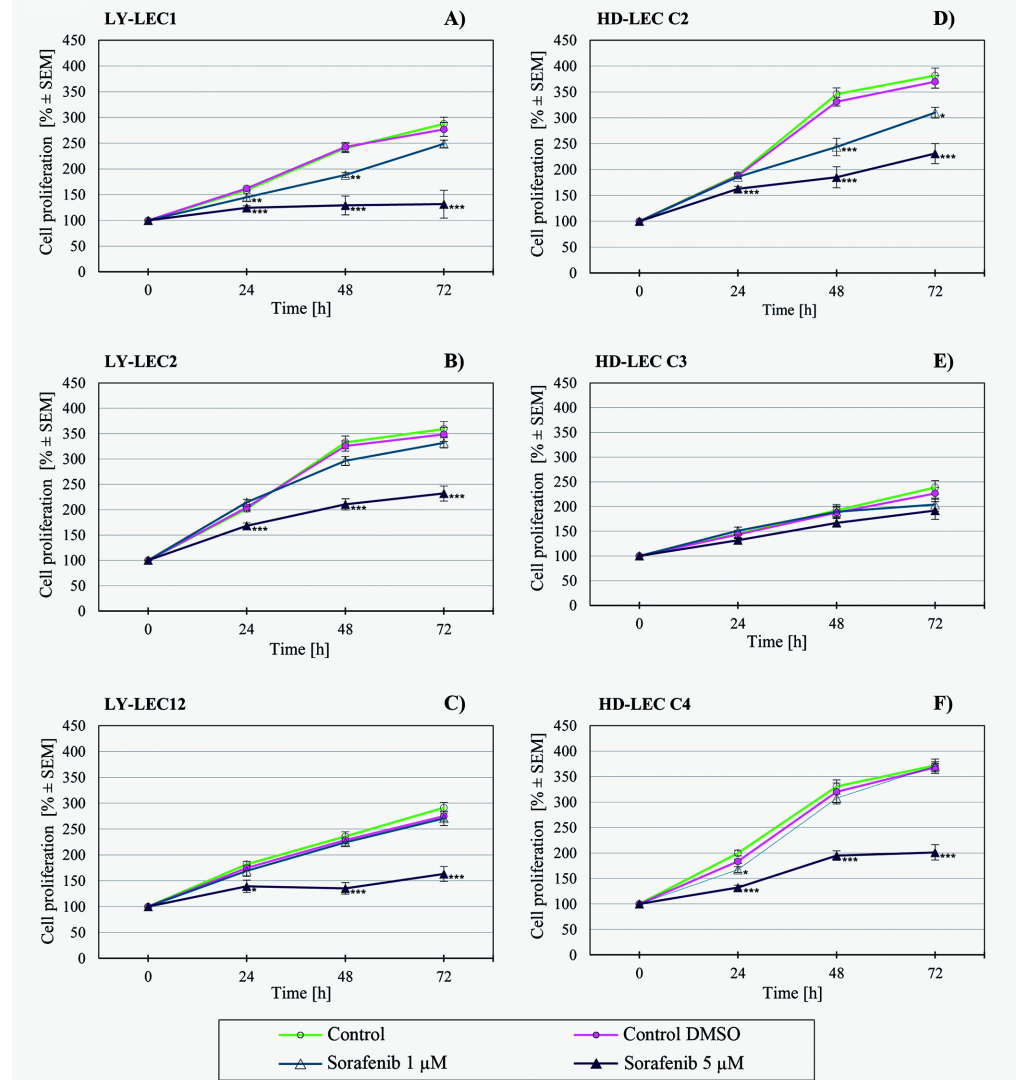 LY-LEC1 A)
Cell proliferation [% ± SEM]
450
400
350
300
250
200
150
100
50
0
** ** 
*** *** ***
0 24 48 72
Time [h]
HD-LEC C2 D)
Cell proliferation [% ± SEM]
450
400
350
300
250
200
150
100
50
0
*** *
*** *** ***
0 24 48 72
Time [h]
LY-LEC2 B)
Cell proliferation [% ± SEM]
450
400
350
300
250
200
150
100
50
0
*** *** ***
0 24 48 72
Time [h]
HD-LEC C3 E)
Cell proliferation [% ± SEM]
450
400
350
300
250
200
150
100
50
0
0 24 48 72
Time [h]
LY-LEC12 C)
Cell proliferation [% ± SEM]
450
400
350
300
250
200
150
100
50
0
* *** ***
0 24 48 72
Time [h]
HD-LEC C4 F)
Cell proliferation [% ± SEM]
450
400
350
300
250
200
150
100
50
0
*
*** *** ***
0 24 48 72
Time [h]
Control Control DMSO
Sorafenib 1 µM Sorafenib 5 µM